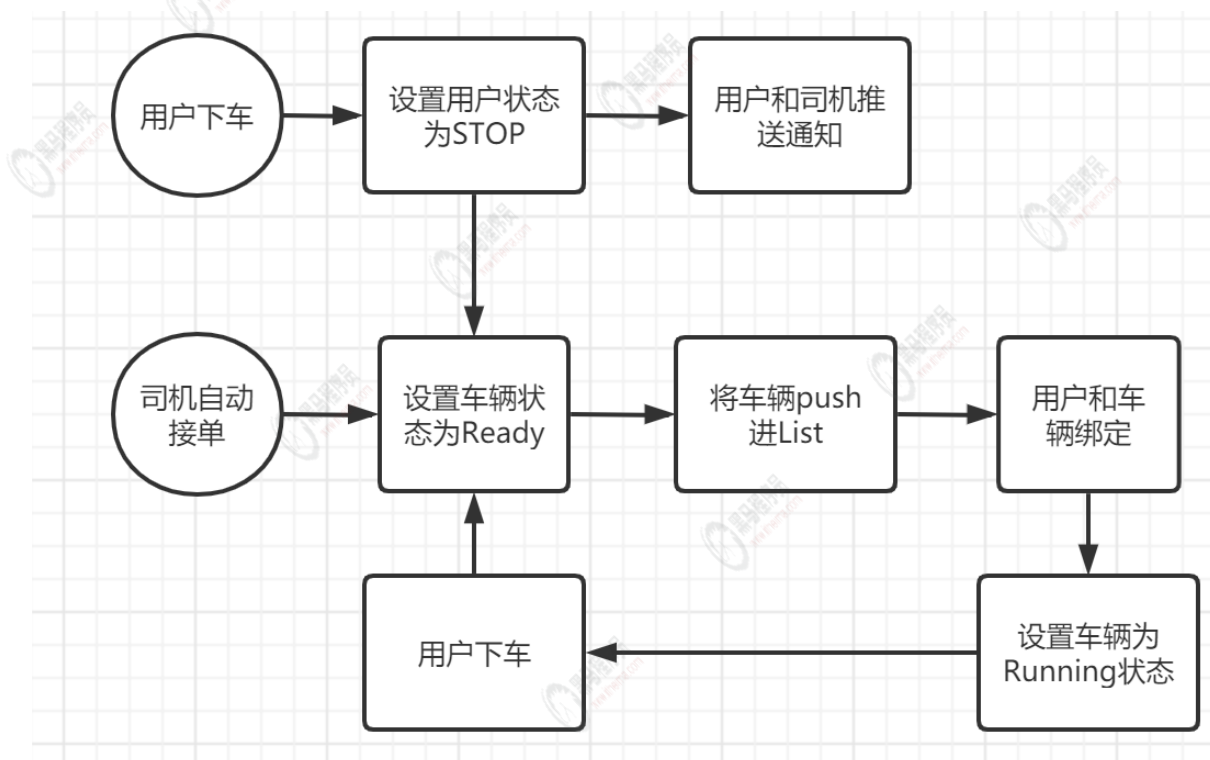 用户下车
设置用户状态
为STOP
用户和司机推
送通知
司机自动
接单
设置车辆状
态为Ready
将车辆push
进List
用户和车
辆绑定
用户下车
设置车辆为
Running状态